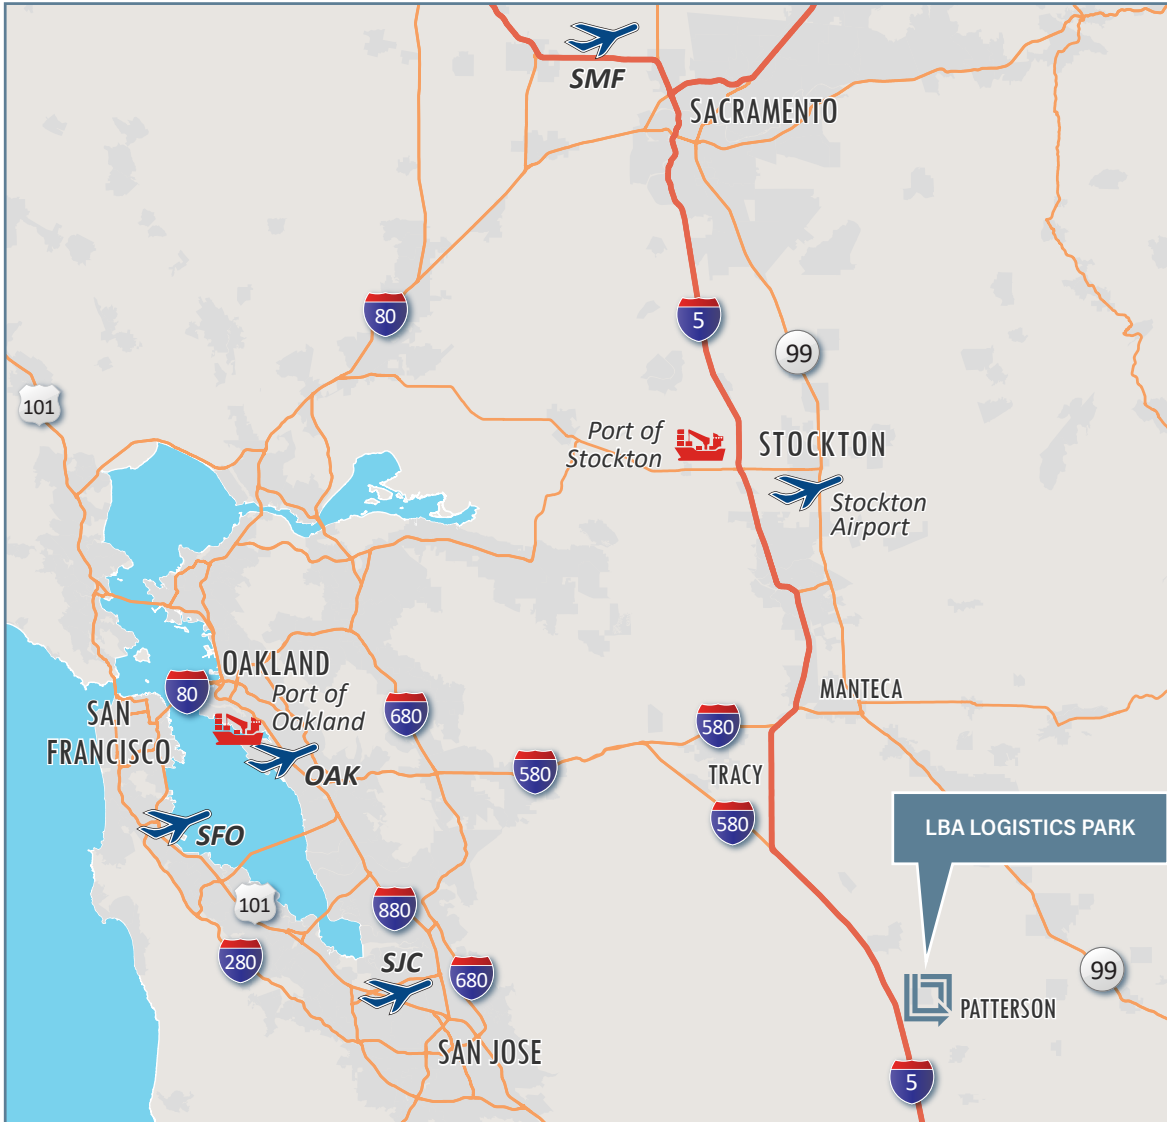 SMF
SACRAMENTO
80
5
99
101
Port of
Stockton
STOCKTON
Stockton
Airport
OAKLAND
80
Port of
Oakland
SAN
FRANCISCO
680
MANTECA
580
OAK
580
TRACY
580
SFO
LBA LOGISTICS PARK
101
880
280
SJC
680
99
PATTERSON
SAN JOSE
5